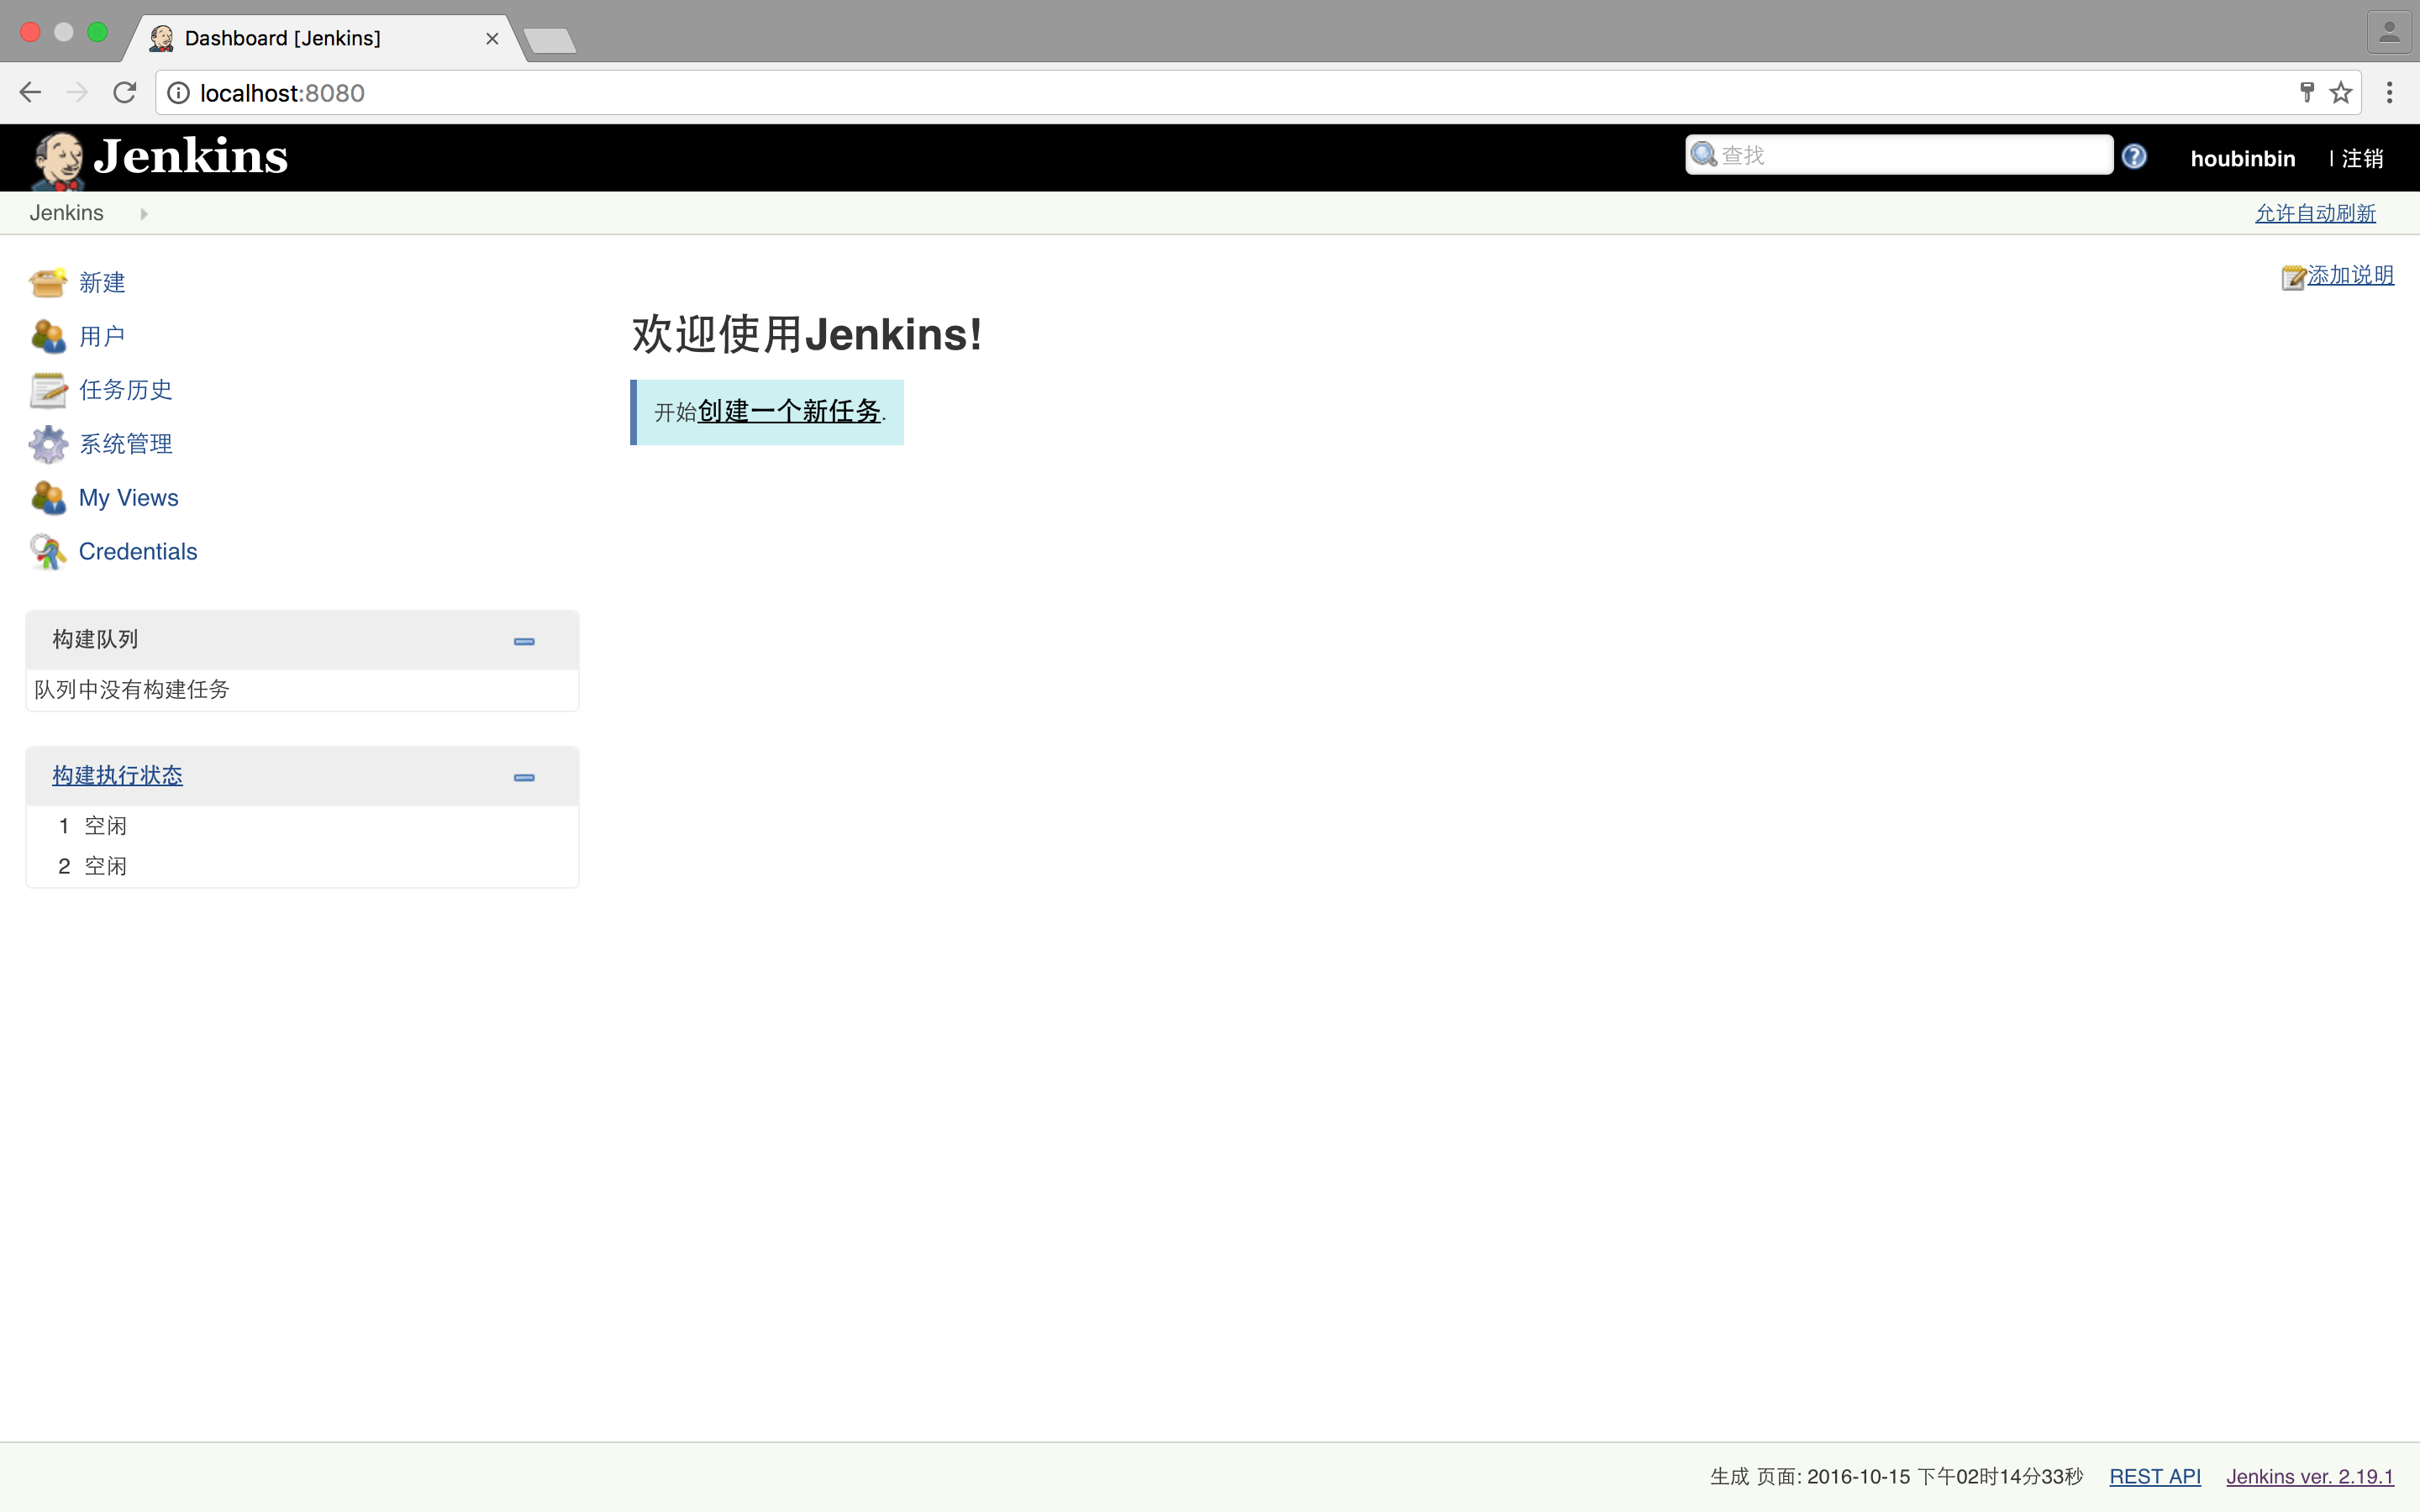 Dashboard [Jenkins]
localhost:8080
Jenkins
查找
houbinbin
| 注销
Jenkins
允许自动刷新
新建
用户
任务历史
系统管理
My Views
Credentials
构建队列
队列中没有构建任务
构建执行状态
1 空闲
2 空闲
添加说明
欢迎使用Jenkins!
开始创建一个新任务.
生成 页面: 2016-10-15 下午02时14分33秒 REST API Jenkins ver. 2.19.1